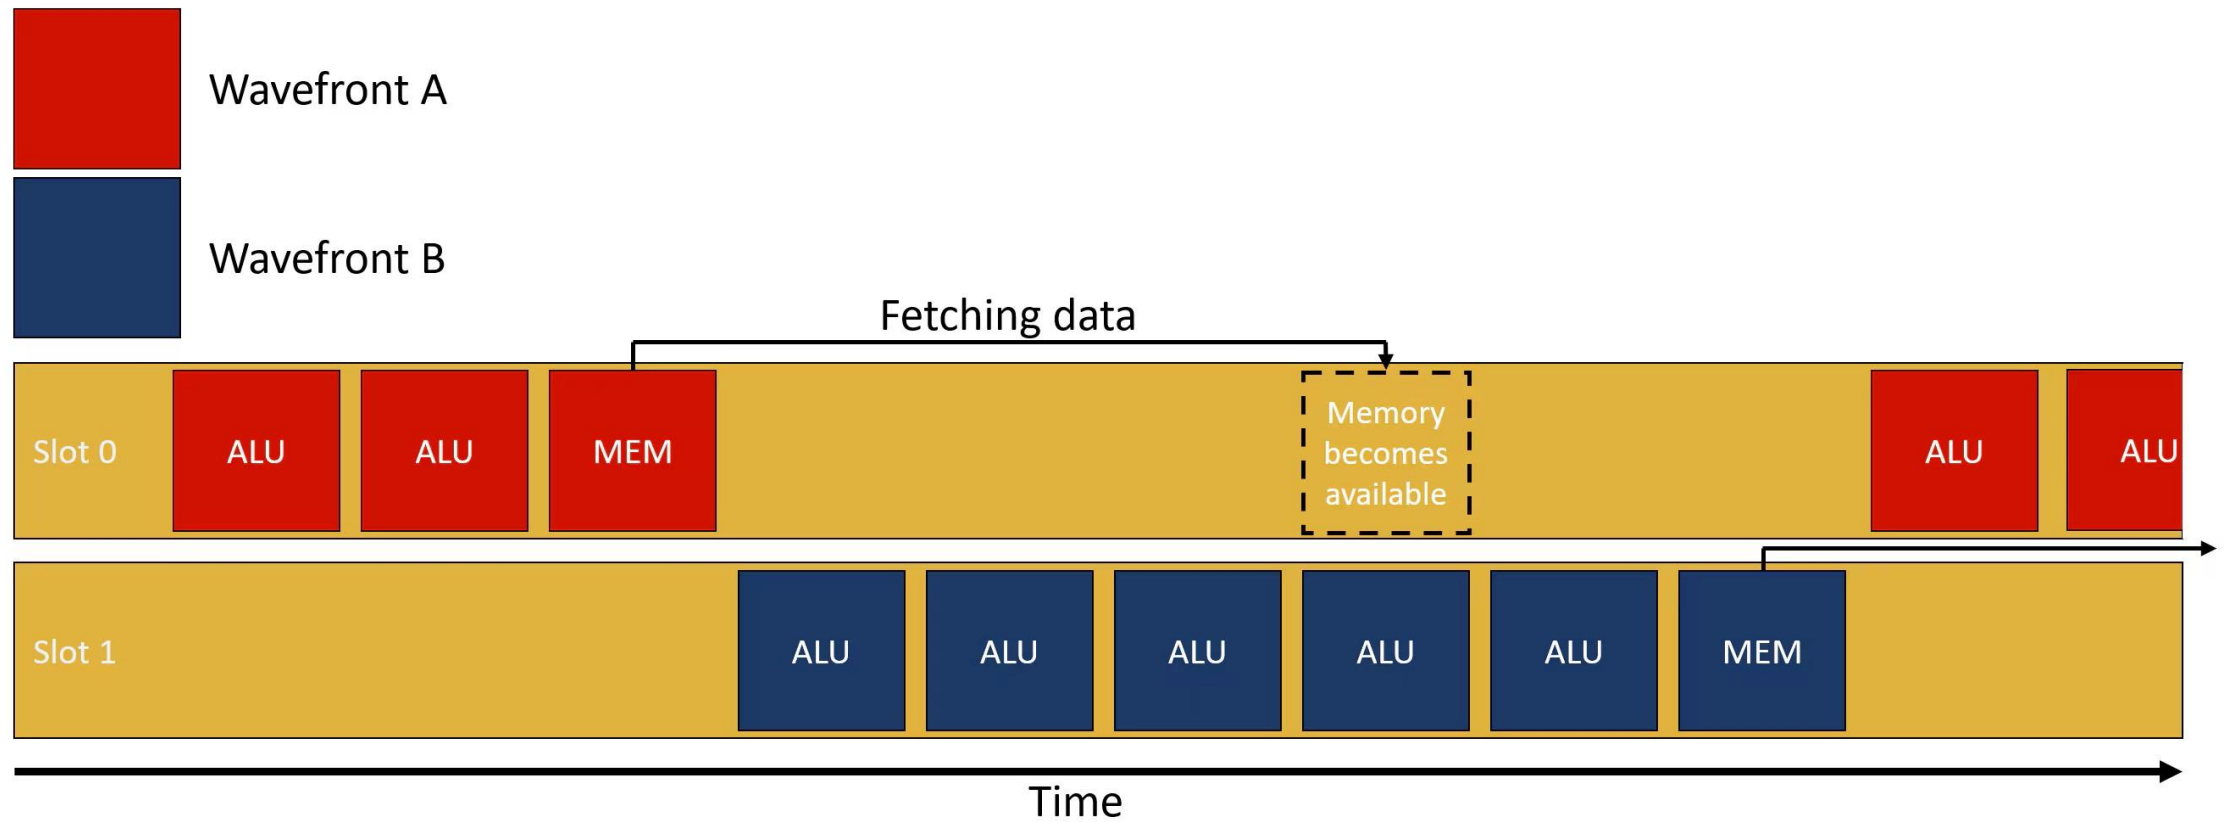 Wavefront A
Wavefront B
Fetching data
Slot 0
ALU
ALU
MEM
Memory
becomes
available
ALU
ALU
Slot 1
ALU
ALU
ALU
ALU
ALU
MEM
Time